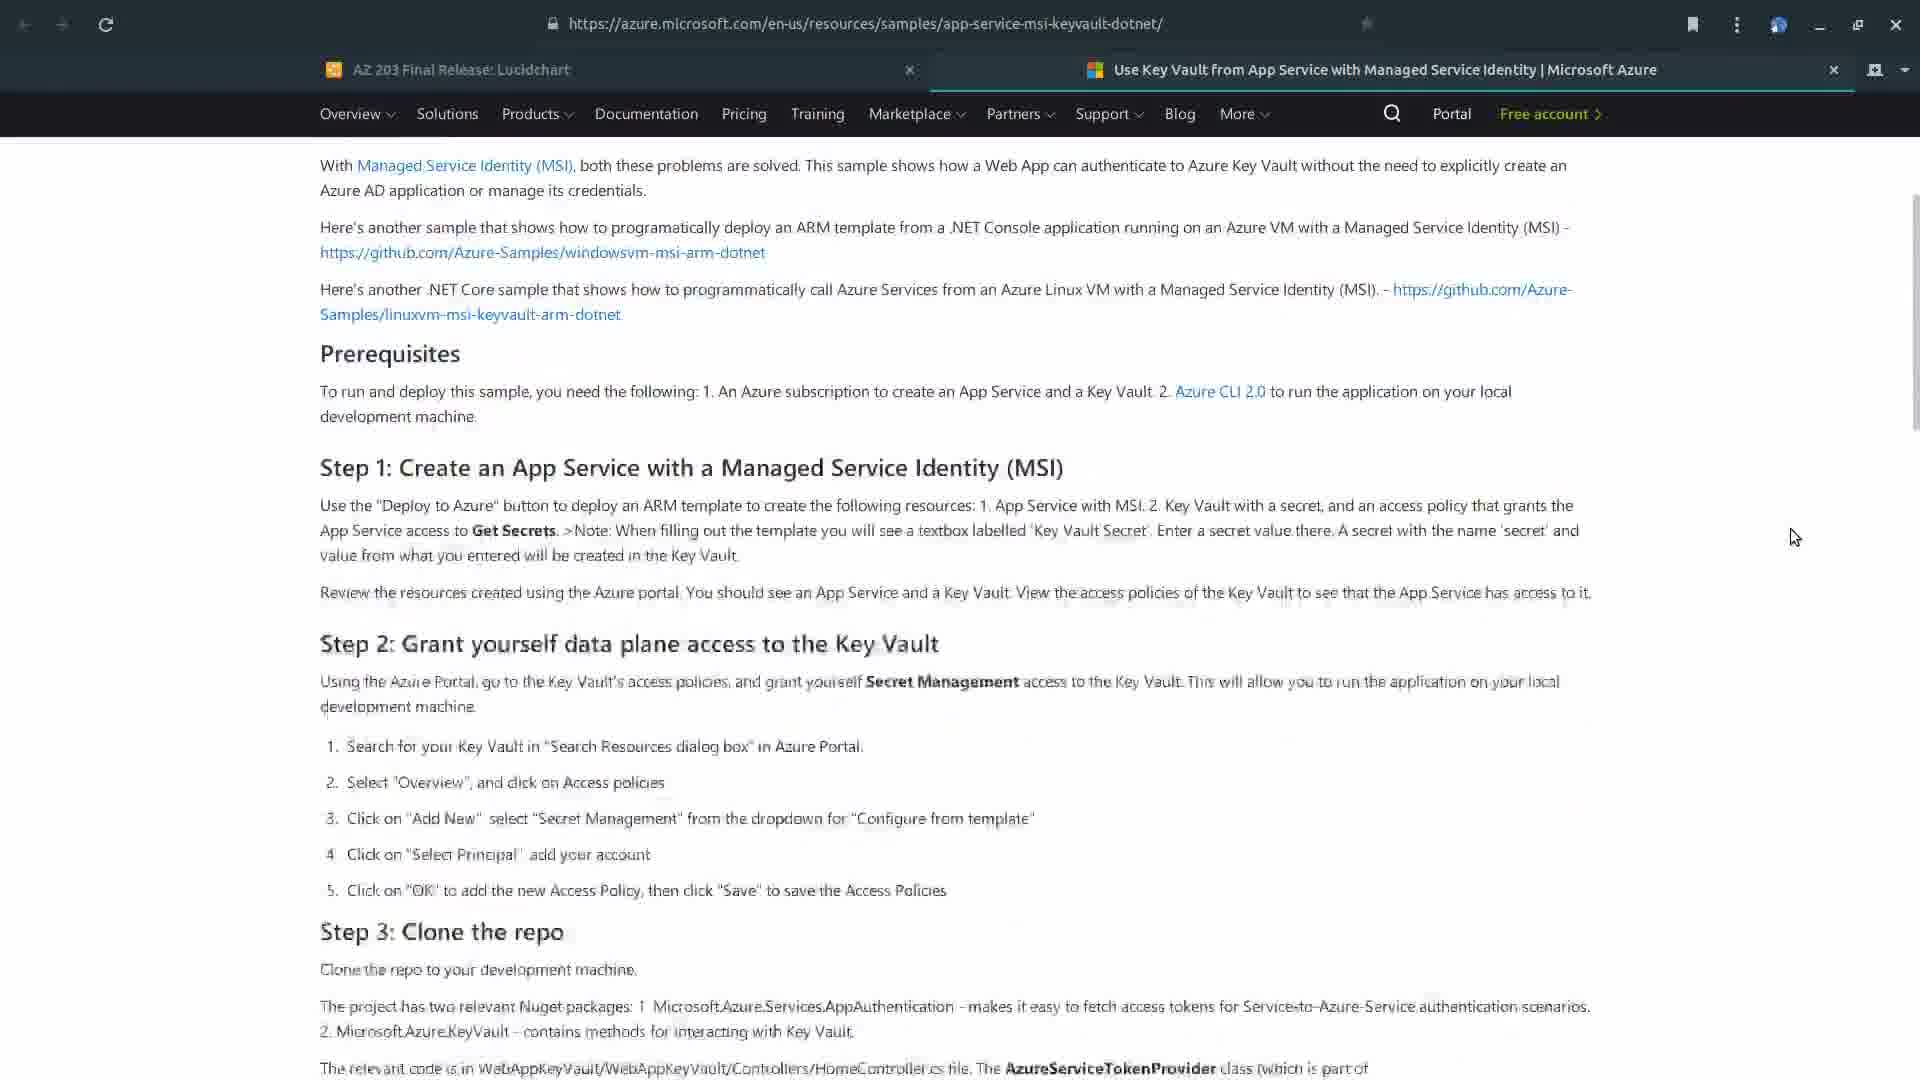 https://azure.microsoft.com/en-us/resources/samples/app-service-msi-keyvault-dotnet/
AZ 203 Final Release: Lucidchart
Use Key Vault from App Service with Managed Service Identity | Microsoft Azure
Overview Solutions Products Documentation Pricing Training Marketplace Partners Support Blog More Portal Free account
With Managed Service Identity (MSI), both these problems are solved. This sample shows how a Web App can authenticate to Azure Key Vault without the need to explicitly create an
Azure AD application or manage its credentials.
Here's another sample that shows how to programatically deploy an ARM template from a .NET Console application running on an Azure VM with a Managed Service Identity (MSI) -
https://github.com/Azure-Samples/windowsvm-msi-arm-dotnet
Here's another .NET Core sample that shows how to programmatically call Azure Services from an Azure Linux VM with a Managed Service Identity (MSI). - https://github.com/Azure-
Samples/linuxvm-msi-keyvault-arm-dotnet
Prerequisites
To run and deploy this sample, you need the following: 1. An Azure subscription to create an App Service and a Key Vault. 2. Azure CLI 2.0 to run the application on your local
development machine.
Step 1: Create an App Service with a Managed Service Identity (MSI)
Use the "Deploy to Azure" button to deploy an ARM template to create the following resources: 1. App Service with MSI. 2. Key Vault with a secret, and an access policy that grants the
App Service access to Get Secrets. >Note: When filling out the template you will see a textbox labelled 'Key Vault Secret'. Enter a secret value there. A secret with the name 'secret' and
value from what you entered will be created in the Key Vault.
Review the resources created using the Azure portal. You should see an App Service and a Key Vault. View the access policies of the Key Vault to see that the App Service has access to it.
Step 2: Grant yourself data plane access to the Key Vault
Using the Azure Portal, go to the Key Vault's access policies, and grant yourself Secret Management access to the Key Vault. This will allow you to run the application on your local
development machine.
1. Search for your Key Vault in "Search Resources dialog box" in Azure Portal.
2. Select "Overview", and click on Access policies
3. Click on "Add New" select "Secret Management" from the dropdown for "Configure from template"
4 Click on "Select Principal" add your account
5. Click on "OK" to add the new Access Policy, then click "Save" to save the Access Policies
Step 3: Clone the repo
Clone the repo to your development machine.
The project has two relevant Nuget packages: 1 Microsoft.Azure.Services.AppAuthentication - makes it easy to fetch access tokens for Service-to-Azure-Service authentication scenarios.
2. Microsoft.Azure.KeyVault - contains methods for interacting with Key Vault.
The relevant code is in WebAppKeyVault/WebAppKeyVault/Controllers/HomeController.cs file. The AzureServiceTokenProvider class (which is part of